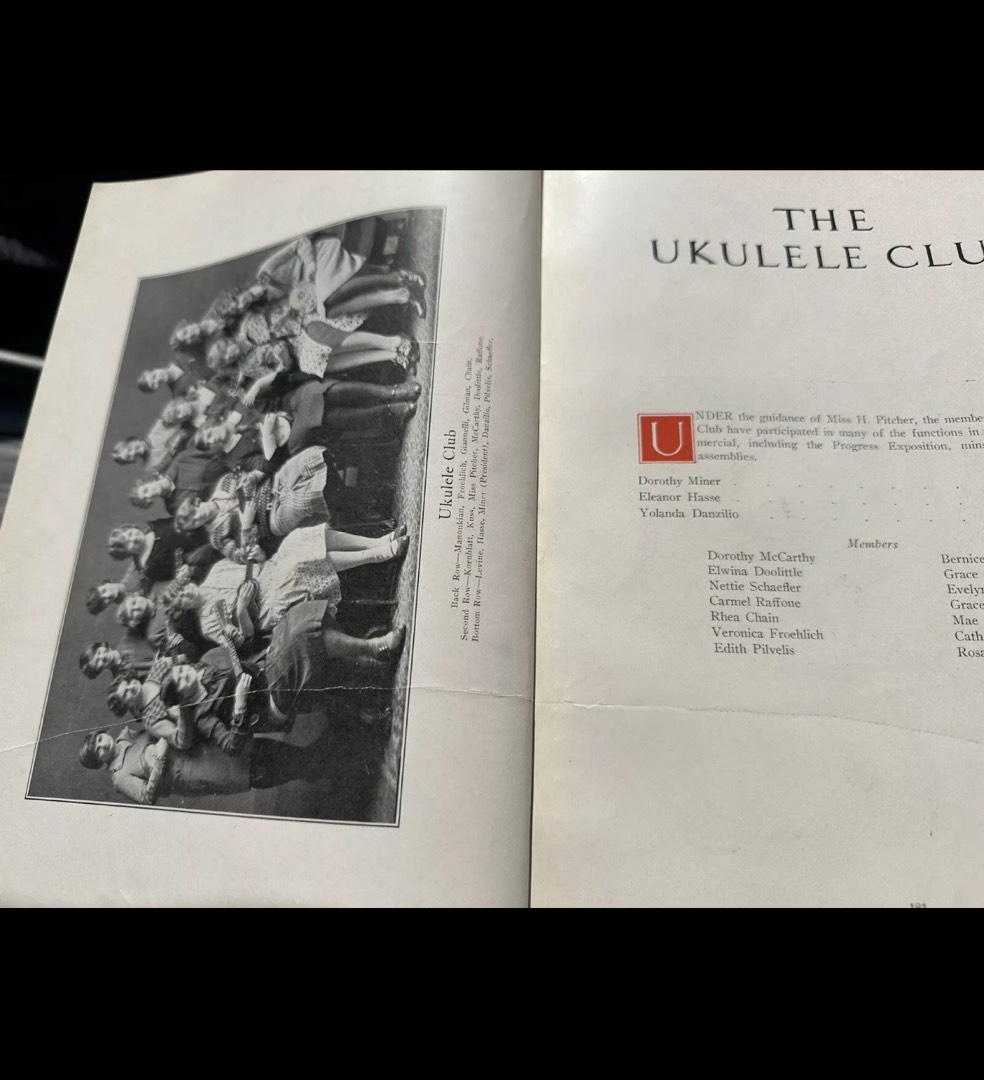 Ukulele Club
Back Row—Manoukian, Froehlich, Giannelli, Gilman, Chain.
Second Row—Kornblatt, Kuss, Miss Pitcher, McCarthy, Doolittle, Raffone.
Bottom Row—Levine, Hasse, Miner (President), Danzilio, Pilvelis, Schaefler.
THE
UKULELE CLU
UNDER the guidance of Miss H. Pitcher, the membe
Club have participated in many of the functions in
mercial, including the Progress Exposition, min
assemblies.
Dorothy Miner
Eleanor Hasse
Yolanda Danzilio
Members
Dorothy McCarthy Bernice
Elwina Doolittle Grace
Nettie Schaefler Evelyn
Carmel Raffone Grace
Rhea Chain Mae
Veronica Froehlich Cath
Edith Pilvelis Rosa